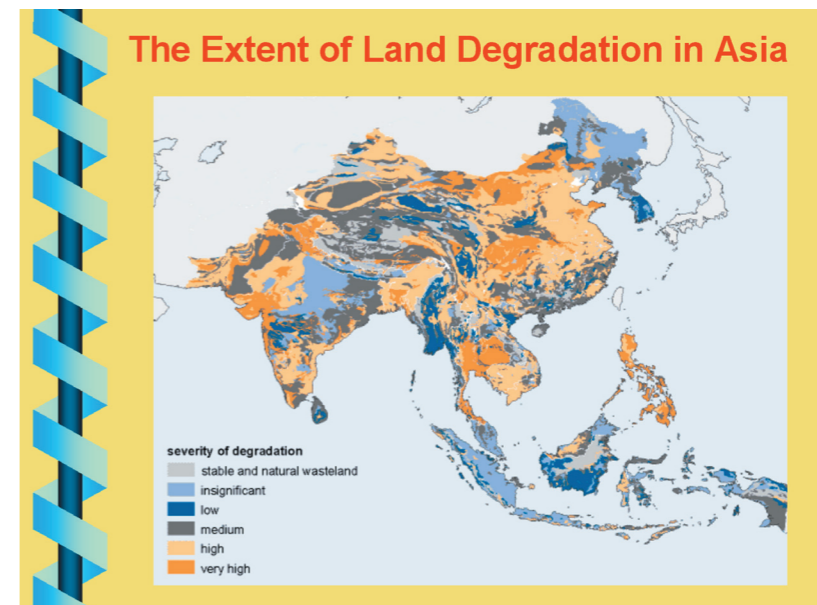 The Extent of Land Degradation in Asia
severity of degradation
stable and natural wasteland
insignificant
low
medium
high
very high